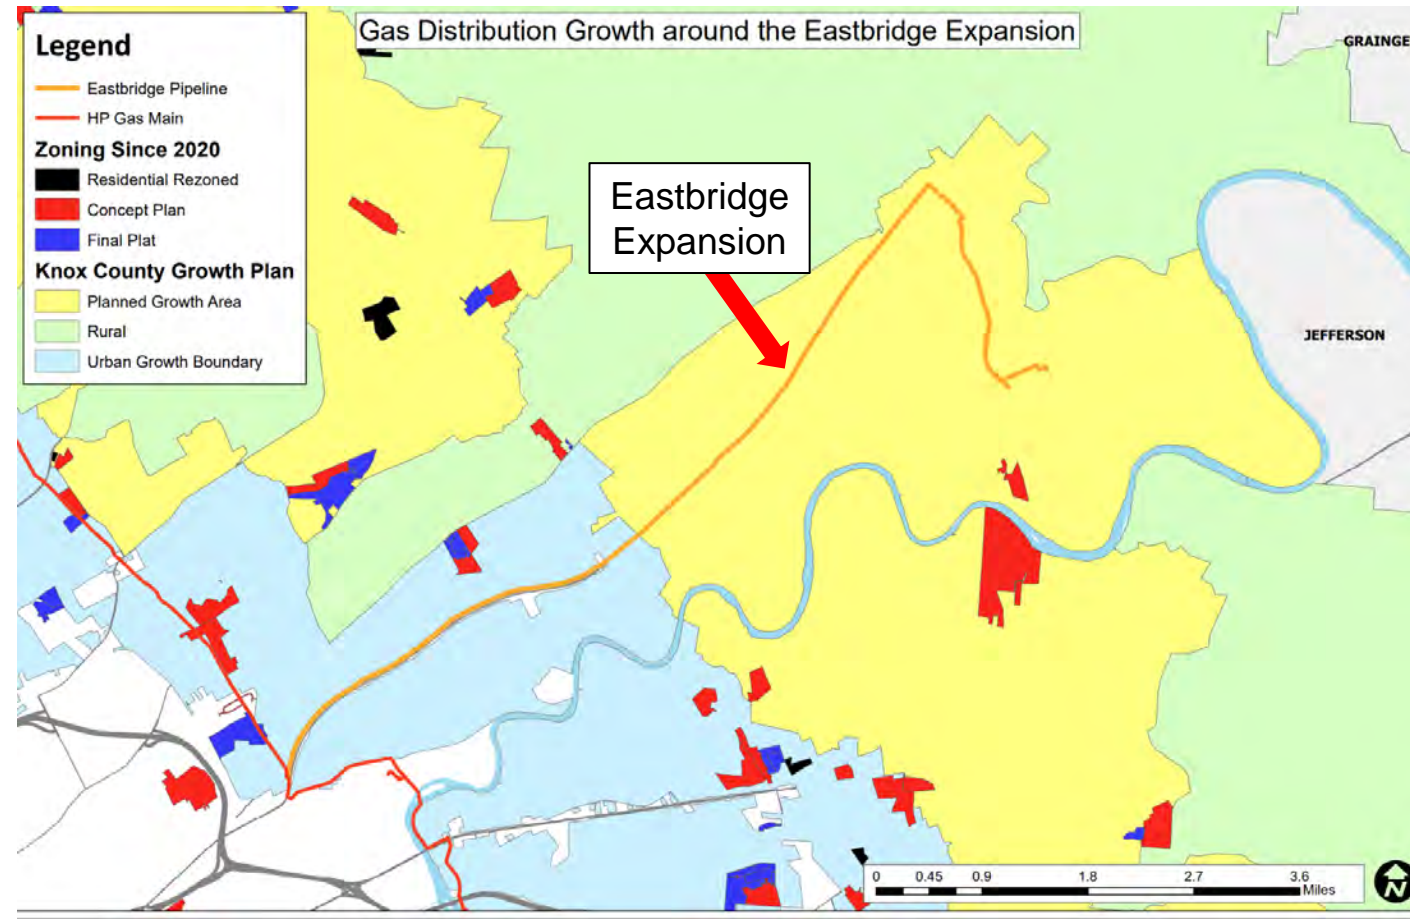 Gas Distribution Growth around the Eastbridge Expansion
Legend
Eastbridge Pipeline
HP Gas Main
Zoning Since 2020
Residential Rezoned
Concept Plan
Final Plat
Knox County Growth Plan
Planned Growth Area
Rural
Urban Growth Boundary
Eastbridge
Expansion
GRAINGE
JEFFERSON
0 0.45 0.9 1.8 2.7 3.6
Miles
N